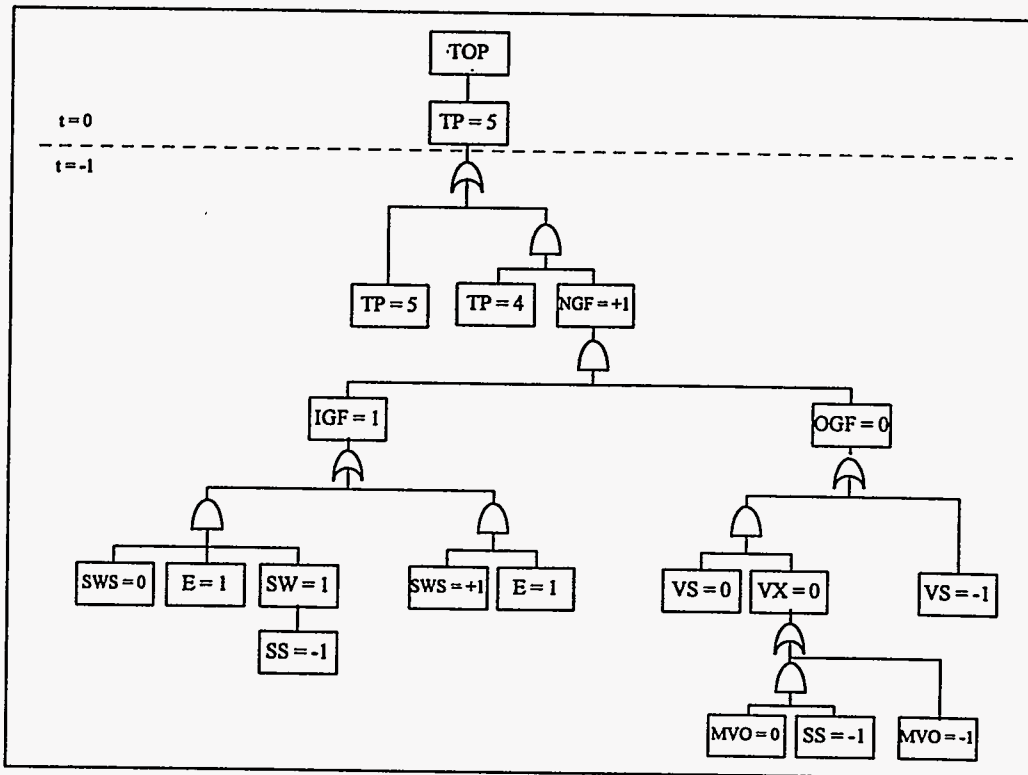 TOP
t = 0
TP = 5
t = -1
TP = 5
TP = 4
NGF = +1
IGF = 1
OGF = 0
SWS = 0
E = 1
SW = 1
SWS = +1
E = 1
VS = 0
VX = 0
VS = -1
SS = -1
MVO = 0
SS = -1
MVO = -1